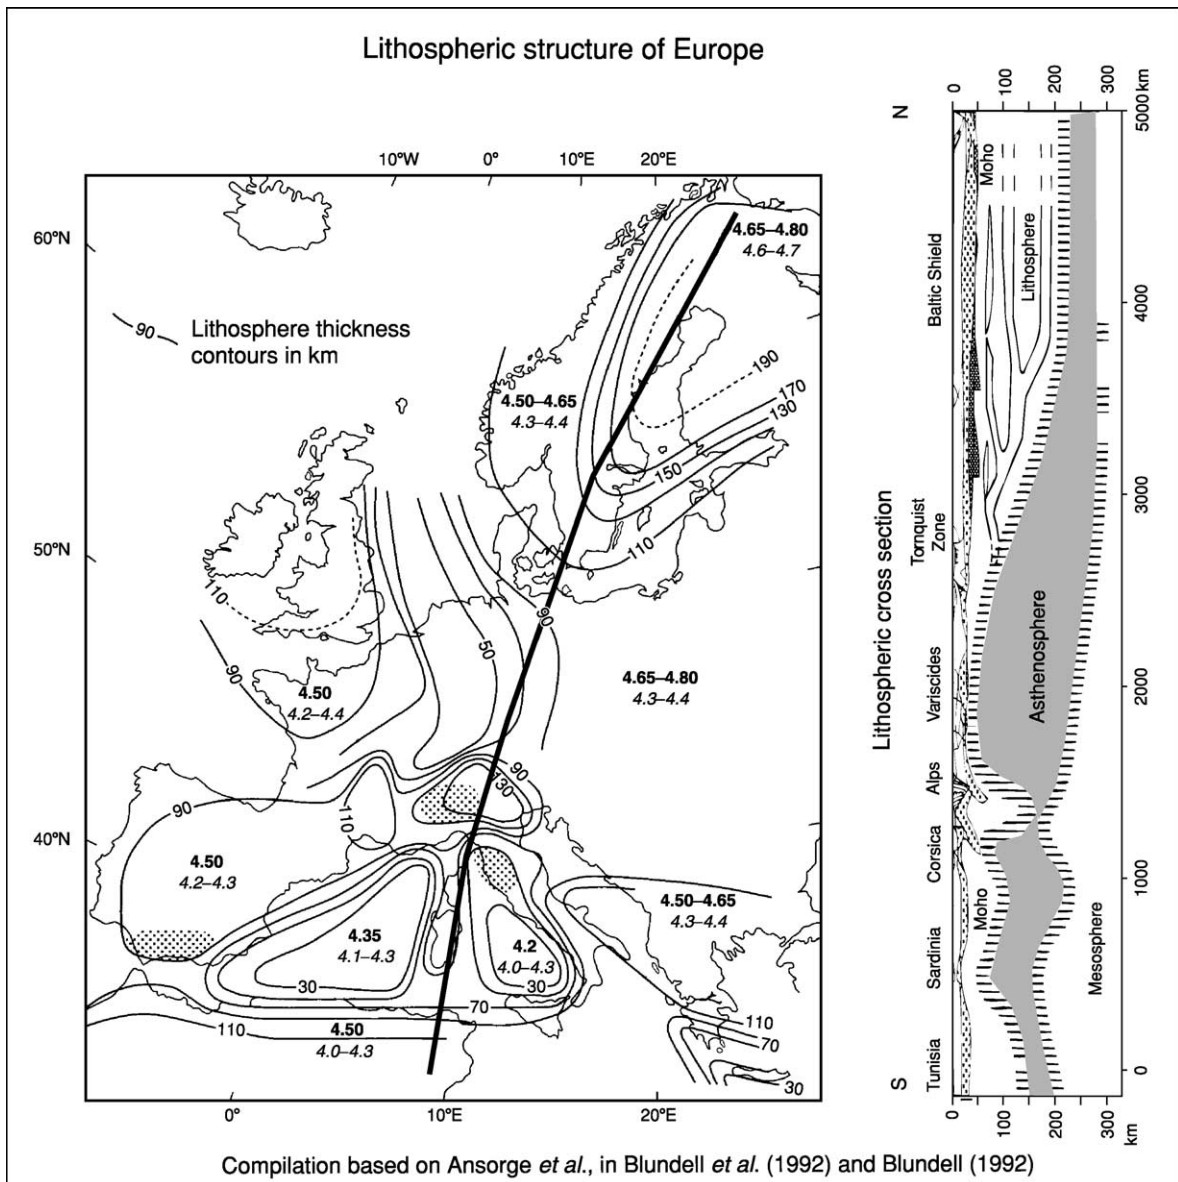 Lithospheric structure of Europe
10°W 0° 10°E 20°E
60°N
50°N
40°N
0° 10°E 20°E
90
Lithosphere thickness
contours in km
4.65–4.80
4.6–4.7
4.50–4.65
4.3–4.4
190
170
130
150
110
110
90
90
50
4.50
4.2–4.4
4.65–4.80
4.3–4.4
90
130
90
110
4.50
4.2–4.3
4.50–4.65
4.3–4.4
4.35
4.1–4.3
4.2
4.0–4.3
30
30
70
110
4.50
4.0–4.3
110
70
30
Lithospheric cross section
N
S
0 100 200 300 km
0 100 200 300
km
0 1000 2000 3000 4000 5000 km
Tunisia
Sardinia
Corsica
Alps
Variscides
Tornquist
Zone
Baltic Shield
Moho
Moho
Lithosphere
Asthenosphere
Mesosphere
Compilation based on Ansorge et al., in Blundell et al. (1992) and Blundell (1992)